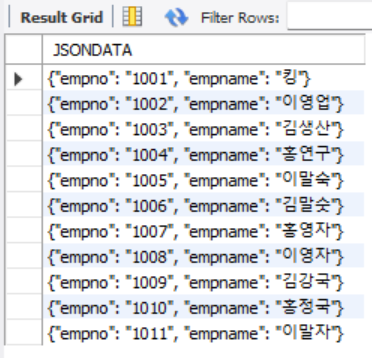 Result Grid Filter Rows:
JSONDATA
{"empno": "1001", "empname": "킹"}
{"empno": "1002", "empname": "이영업"}
{"empno": "1003", "empname": "김생산"}
{"empno": "1004", "empname": "홍연구"}
{"empno": "1005", "empname": "이말숙"}
{"empno": "1006", "empname": "김말숏"}
{"empno": "1007", "empname": "홍영자"}
{"empno": "1008", "empname": "이영자"}
{"empno": "1009", "empname": "김강국"}
{"empno": "1010", "empname": "홍정국"}
{"empno": "1011", "empname": "이말자"}